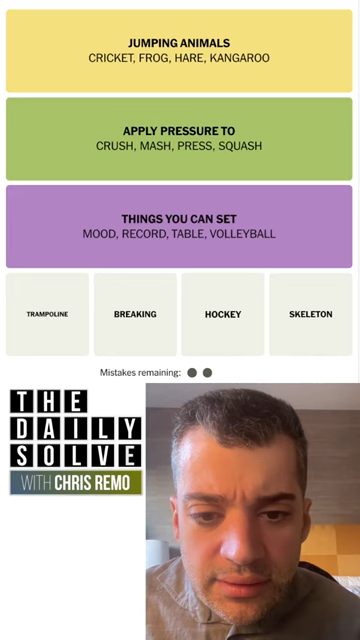 JUMPING ANIMALS
CRICKET, FROG, HARE, KANGAROO
APPLY PRESSURE TO
CRUSH, MASH, PRESS, SQUASH
THINGS YOU CAN SET
MOOD, RECORD, TABLE, VOLLEYBALL
TRAMPOLINE BREAKING HOCKEY SKELETON
Mistakes remaining:
THE
DAILY
SOLVE
WITH CHRIS REMO